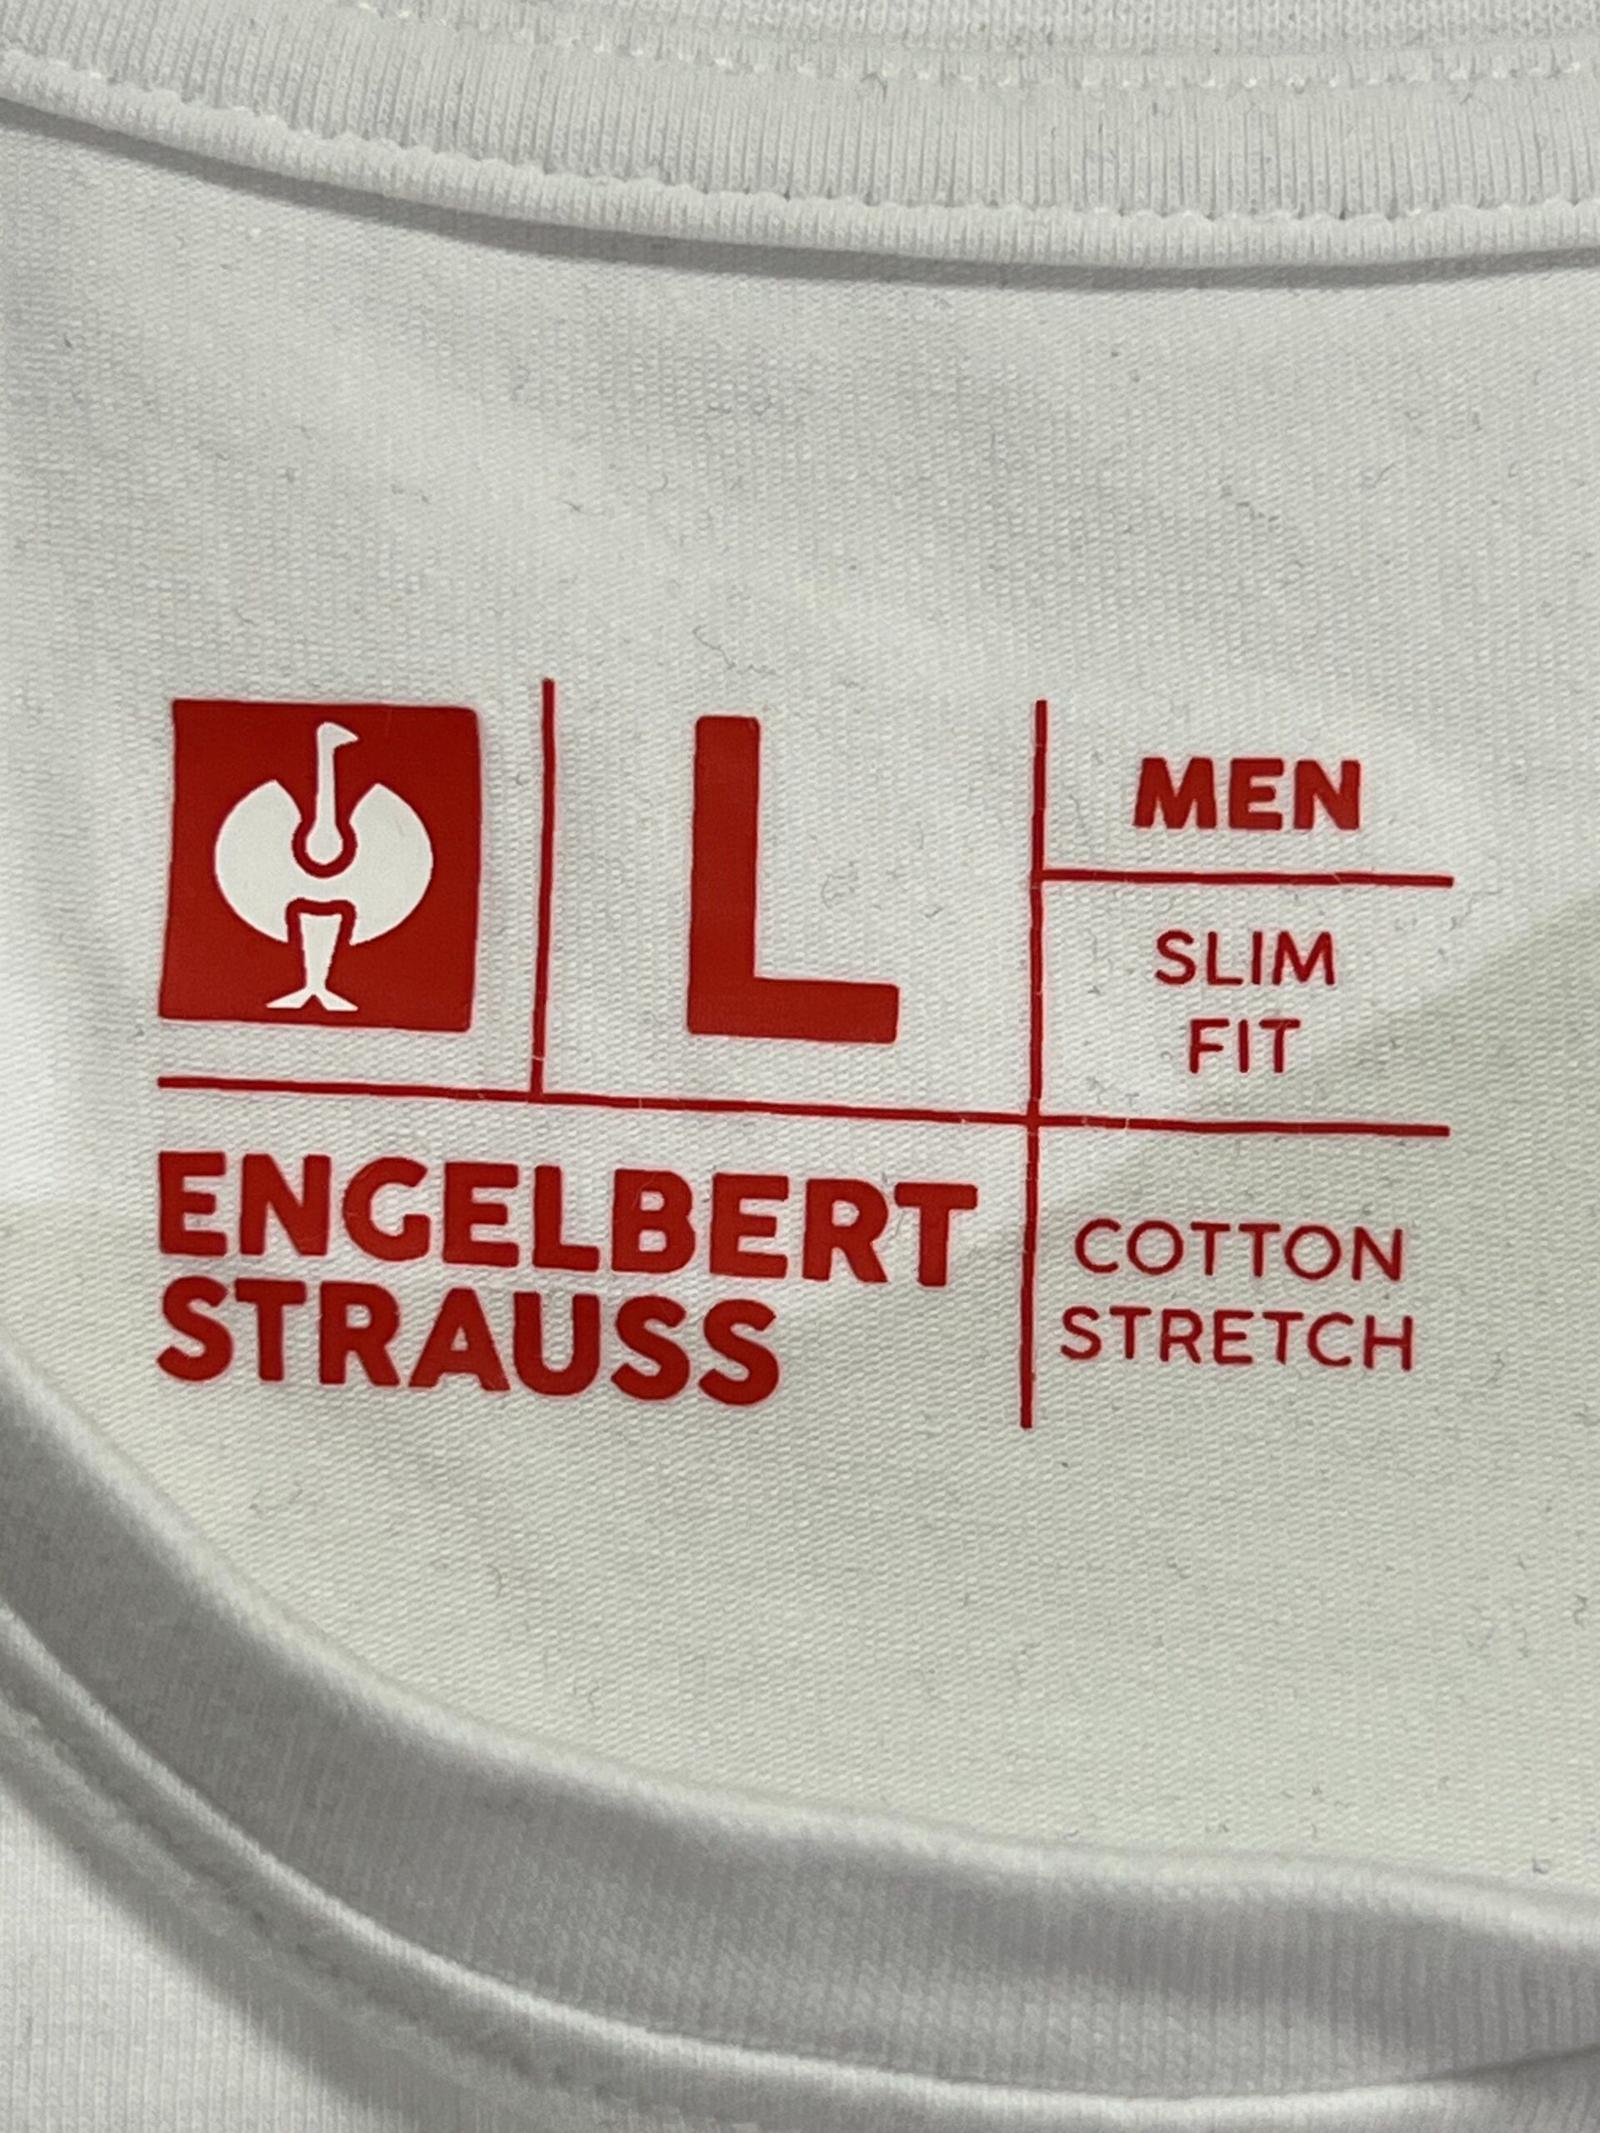 L
MEN
SLIM
FIT
ENGELBERT
STRAUSS
COTTON
STRETCH